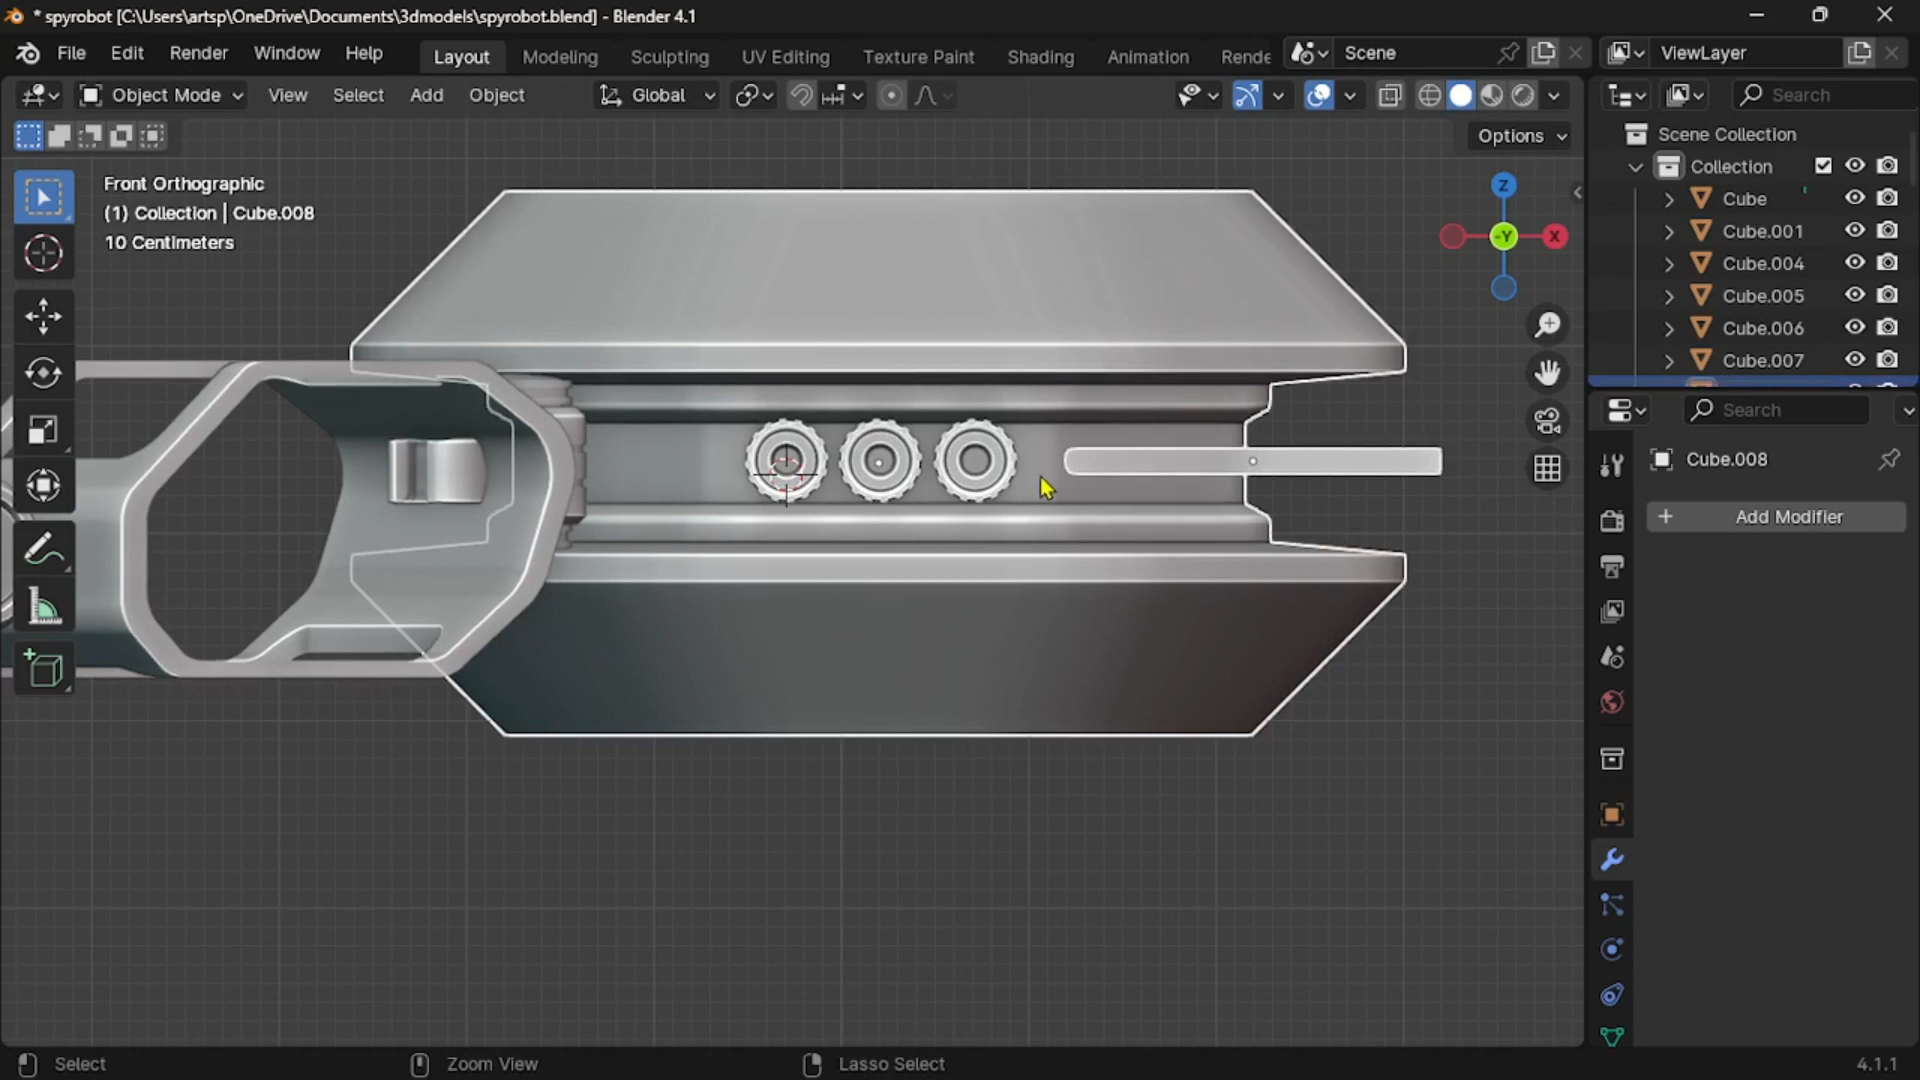 * spyrobot [C:\Users\artsp\OneDrive\Documents\3dmodels\spyrobot.blend] - Blender 4.1
File Edit Render Window Help Layout Modeling Sculpting UV Editing Texture Paint Shading Animation Rende Scene ViewLayer
Object Mode View Select Add Object Global Search
Options
Front Orthographic
(1) Collection | Cube.008
10 Centimeters
Z
-Y
X
Scene Collection
Collection
Cube
Cube.001
Cube.004
Cube.005
Cube.006
Cube.007
Search
Cube.008
+ Add Modifier
Select Zoom View Lasso Select 4.1.1